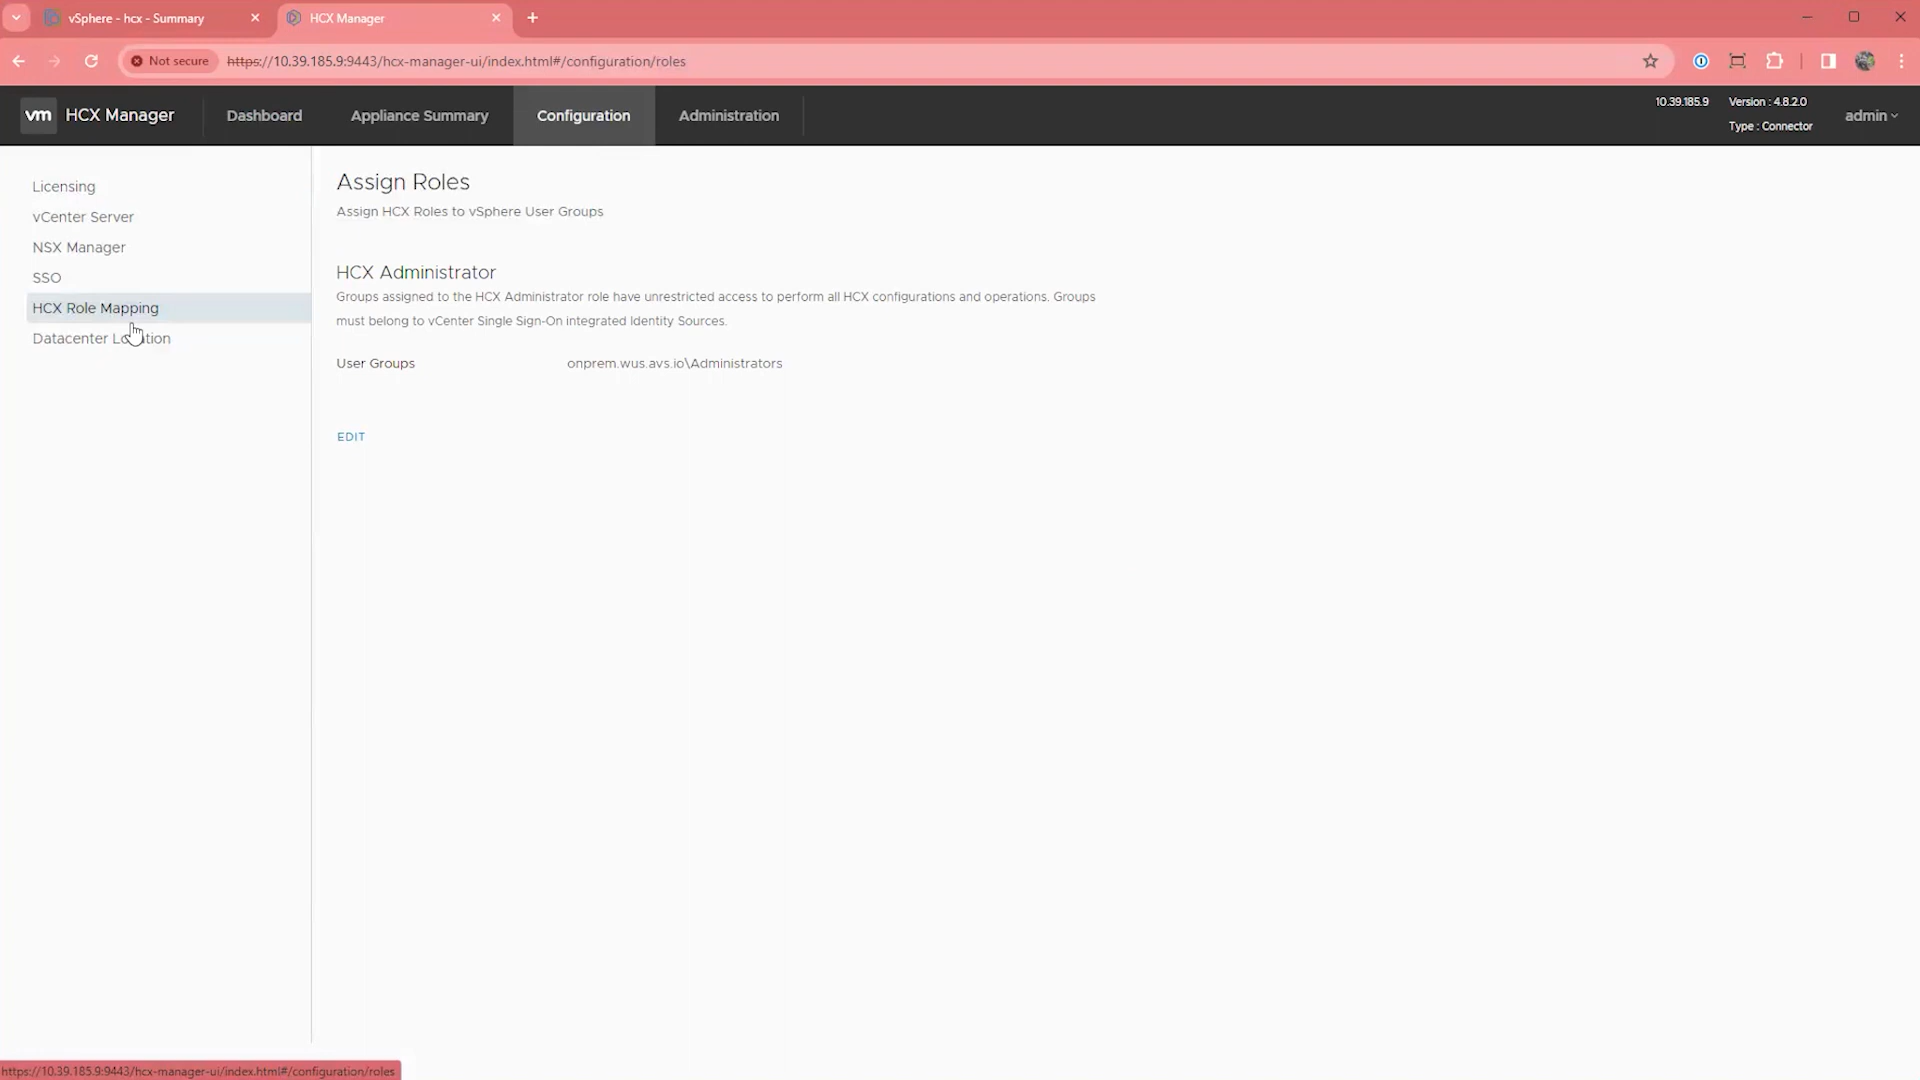 vSphere - hcx - Summary
HCX Manager
Not secure
https://10.39.185.9:9443/hcx-manager-ui/index.html#/configuration/roles
vm
HCX Manager
Dashboard
Appliance Summary
Configuration
Administration
10.39.185.9
Version : 4.8.2.0
Type : Connector
admin
Licensing
vCenter Server
NSX Manager
SSO
HCX Role Mapping
Datacenter Location
Assign Roles
Assign HCX Roles to vSphere User Groups
HCX Administrator
Groups assigned to the HCX Administrator role have unrestricted access to perform all HCX configurations and operations. Groups
must belong to vCenter Single Sign-On integrated Identity Sources.
User Groups
onprem.wus.avs.io\Administrators
EDIT
https://10.39.185.9:9443/hcx-manager-ui/index.html#/configuration/roles